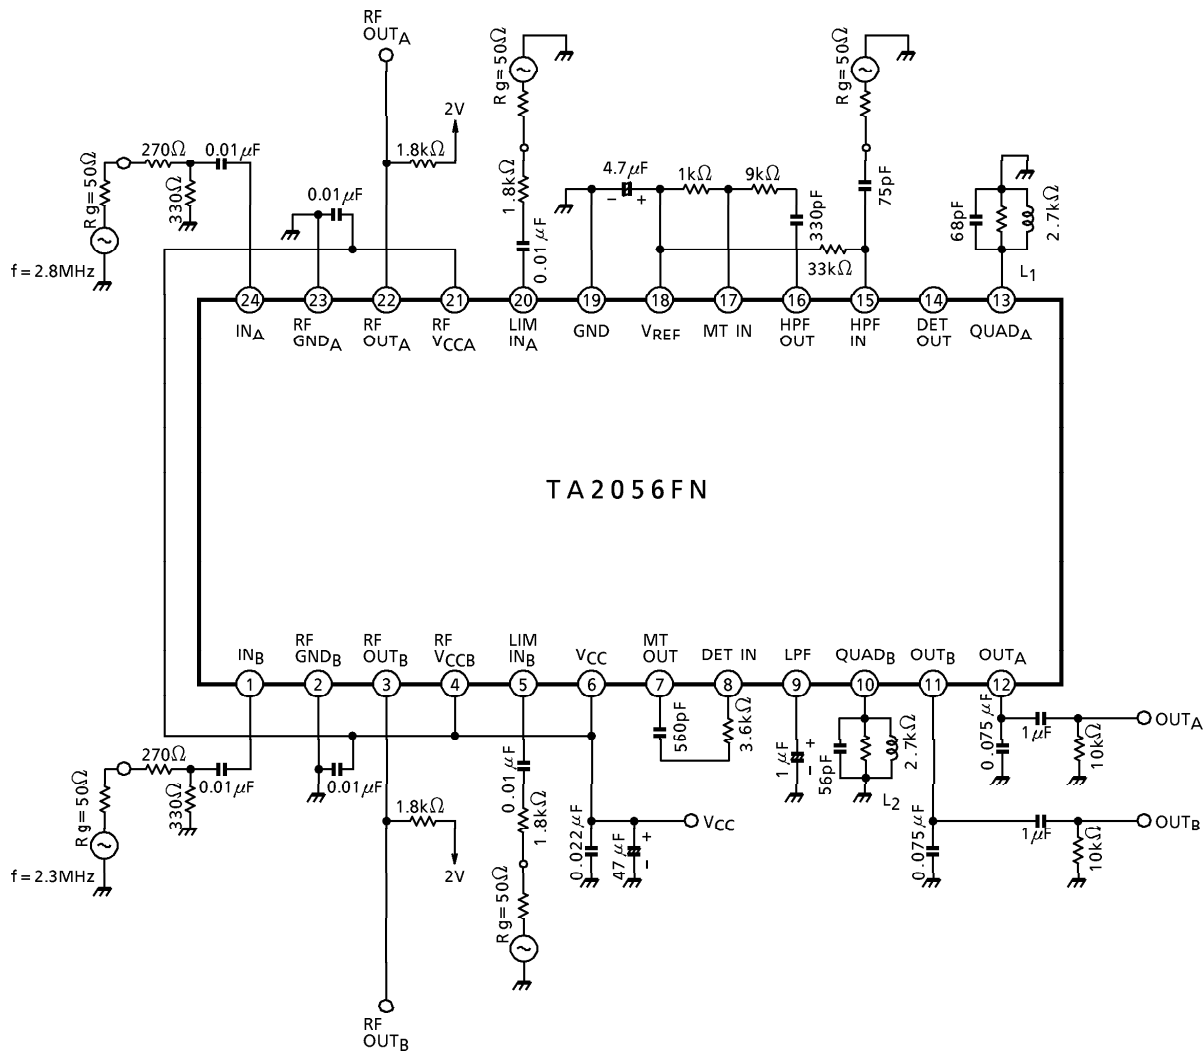 RF
OUTA
2V
1.8kΩ
Rg=50Ω
1.8kΩ
0.01μF
Rg=50Ω
75pF
270Ω
0.01μF
330Ω
Rg=50Ω
f=2.8MHz
0.01μF
4.7μF
− +
1kΩ
9kΩ
330pF
33kΩ
68pF
2.7kΩ
L1
24 23 22 21 20 19 18 17 16 15 14 13
INA
RF
GNDA
RF
OUTA
RF
VCCA
LIM
INA
GND
VREF
MT IN
HPF
OUT
HPF
IN
DET
OUT
QUADA
TA2056FN
INB
RF
GNDB
RF
OUTB
RF
VCCB
LIM
INB
VCC
MT
OUT
DET IN
LPF
QUADB
OUTB
OUTA
1 2 3 4 5 6 7 8 9 10 11 12
270Ω
0.01μF
330Ω
Rg=50Ω
f=2.3MHz
0.01μF
1.8kΩ
2V
RF
OUTB
0.01μF
1.8kΩ
Rg=50Ω
0.022μF
47μF
+
−
VCC
560pF
3.6kΩ
1μF
+
−
56pF
2.7kΩ
L2
0.075μF
1μF
10kΩ
OUTA
0.075μF
1μF
10kΩ
OUTB